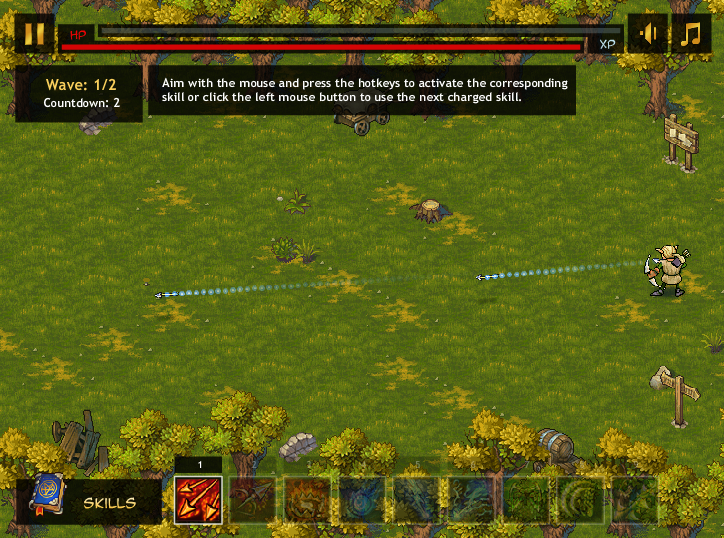 HP
XP
Wave: 1/2
Countdown: 2
Aim with the mouse and press the hotkeys to activate the corresponding
skill or click the left mouse button to use the next charged skill.
1
SKILLS